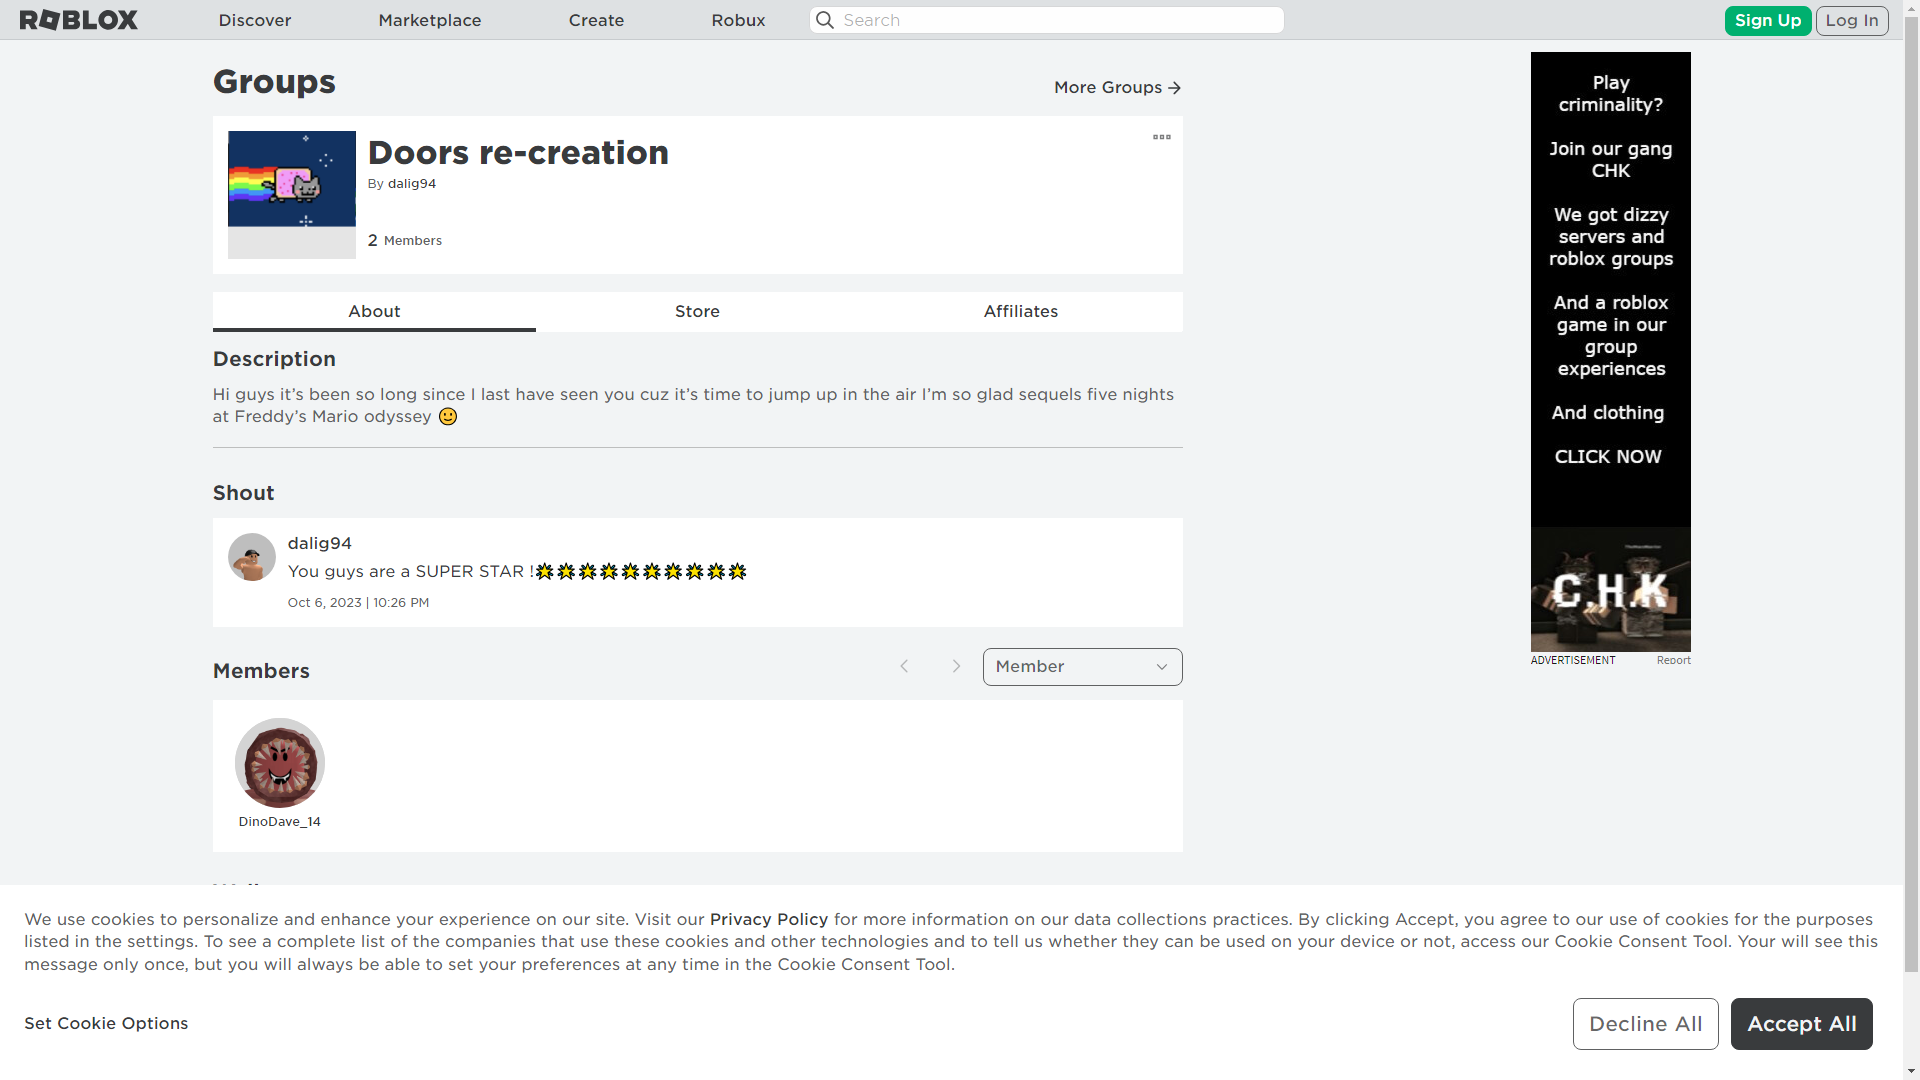 ROBLOX
Discover
Marketplace
Create
Robux
Search
Sign Up
Log In
Groups
More Groups
Doors re-creation
By dalig94
2 Members
About
Store
Affiliates
Description
Hi guys it’s been so long since I last have seen you cuz it’s time to jump up in the air I’m so glad sequels five nights
at Freddy’s Mario odyssey 🙂
Shout
dalig94
You guys are a SUPER STAR !🌟🌟🌟🌟🌟🌟🌟🌟🌟🌟
Oct 6, 2023 | 10:26 PM
Members
Member
DinoDave_14
Play
criminality?
Join our gang
CHK
We got dizzy
servers and
roblox groups
And a roblox
game in our
group
experiences
And clothing
CLICK NOW
C.H.K
ADVERTISEMENT
Report
We use cookies to personalize and enhance your experience on our site. Visit our Privacy Policy for more information on our data collections practices. By clicking Accept, you agree to our use of cookies for the purposes
listed in the settings. To see a complete list of the companies that use these cookies and other technologies and to tell us whether they can be used on your device or not, access our Cookie Consent Tool. Your will see this
message only once, but you will always be able to set your preferences at any time in the Cookie Consent Tool.
Set Cookie Options
Decline All
Accept All